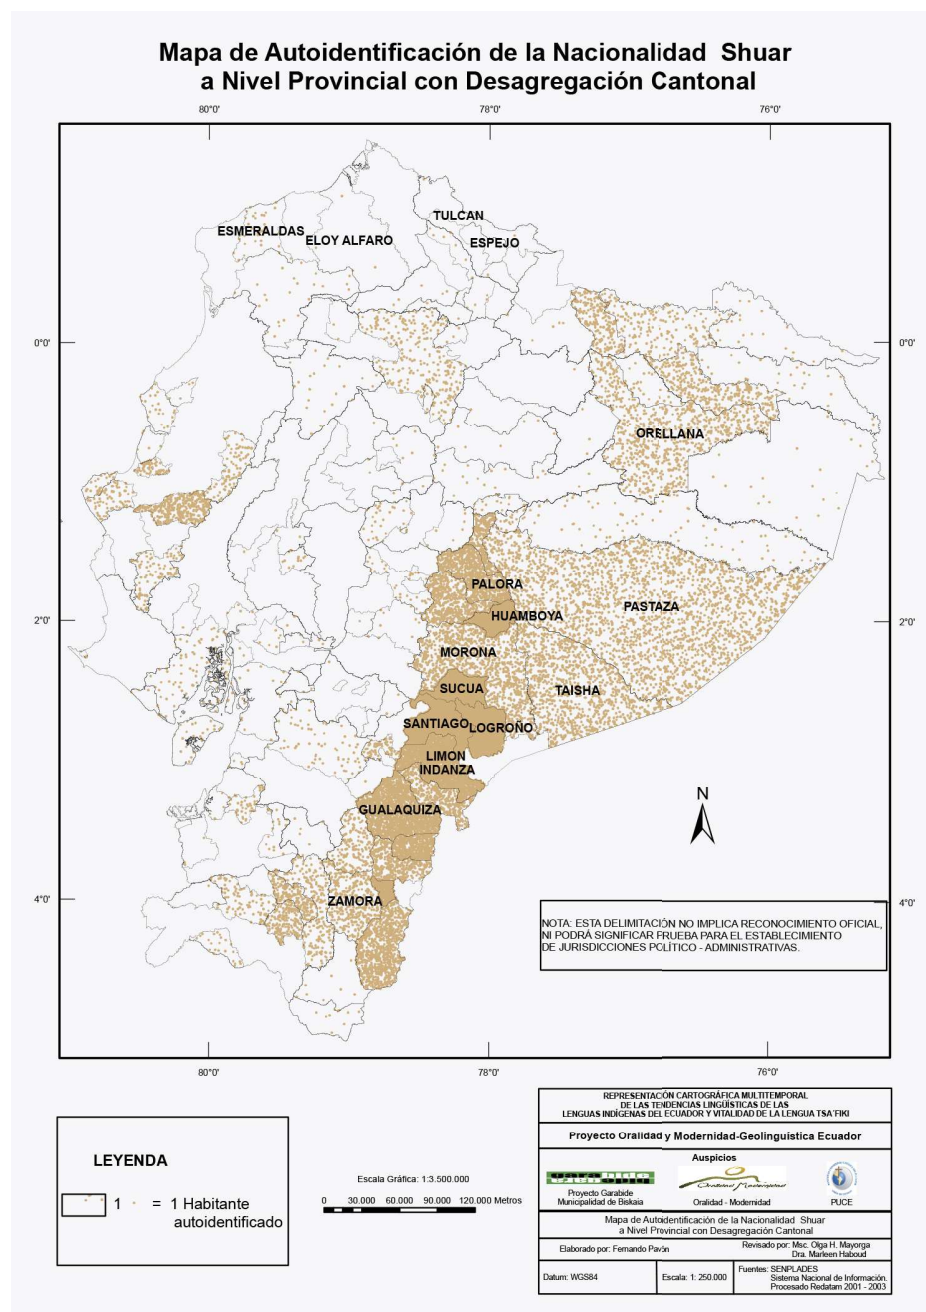 Mapa de Autoidentificación de la Nacionalidad Shuar
a Nivel Provincial con Desagregación Cantonal
80°0'
78°0'
76°0'
TULCAN
ESMERALDAS
ELOY ALFARO
ESPEJO
0°0'
0°0'
ORELLANA
PALORA
PASTAZA
HUAMBOYA
2°0'
2°0'
MORONA
SUCUA
TAISHA
SANTIAGO
LOGROÑO
LIMON
INDANZA
N
GUALAQUIZA
4°0'
ZAMORA
4°0'
NOTA: ESTA DELIMITACIÓN NO IMPLICA RECONOCIMIENTO OFICIAL,
NI PODRÁ SIGNIFICAR PRUEBA PARA EL ESTABLECIMIENTO
DE JURISDICCIONES POLÍTICO - ADMINISTRATIVAS.
80°0'
78°0'
76°0'
LEYENDA
1 = 1 Habitante
autoidentificado
Escala Gráfica: 1:3.500.000
0 30.000 60.000 90.000 120.000 Metros
REPRESENTACIÓN CARTOGRÁFICA MULTITEMPORAL
DE LAS TENDENCIAS LINGÜÍSTICAS DE LAS
LENGUAS INDÍGENAS DEL ECUADOR Y VITALIDAD DE LA LENGUA TSA´FIKI
Proyecto Oralidad y Modernidad-Geolinguística Ecuador
Auspicios
garabide
Oralidad Modernidad
Proyecto Garabide
Municipalidad de Biskaia
Oralidad - Modernidad
PUCE
Mapa de Autoidentificación de la Nacionalidad Shuar
a Nivel Provincial con Desagregación Cantonal
Elaborado por: Fernando Pavón
Revisado por: Msc. Olga H. Mayorga
Dra. Marleen Haboud
Datum: WGS84
Escala: 1: 250.000
Fuentes: SENPLADES
Sistema Nacional de Información.
Procesado Redatam 2001 - 2003